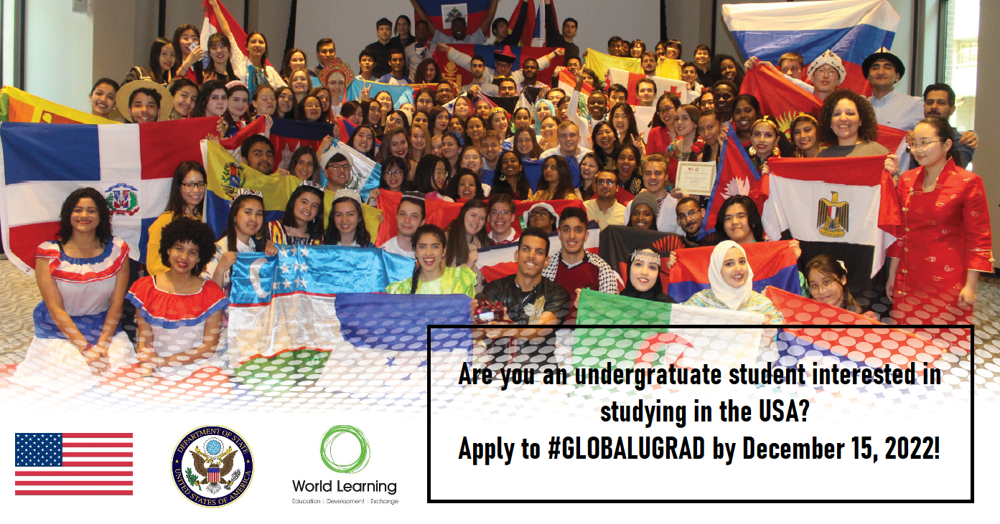 Are you an undergratuate student interested in
studying in the USA?
Apply to #GLOBALUGRAD by December 15, 2022!
DEPARTMENT OF STATE
UNITED STATES OF AMERICA
World Learning
Education | Development | Exchange